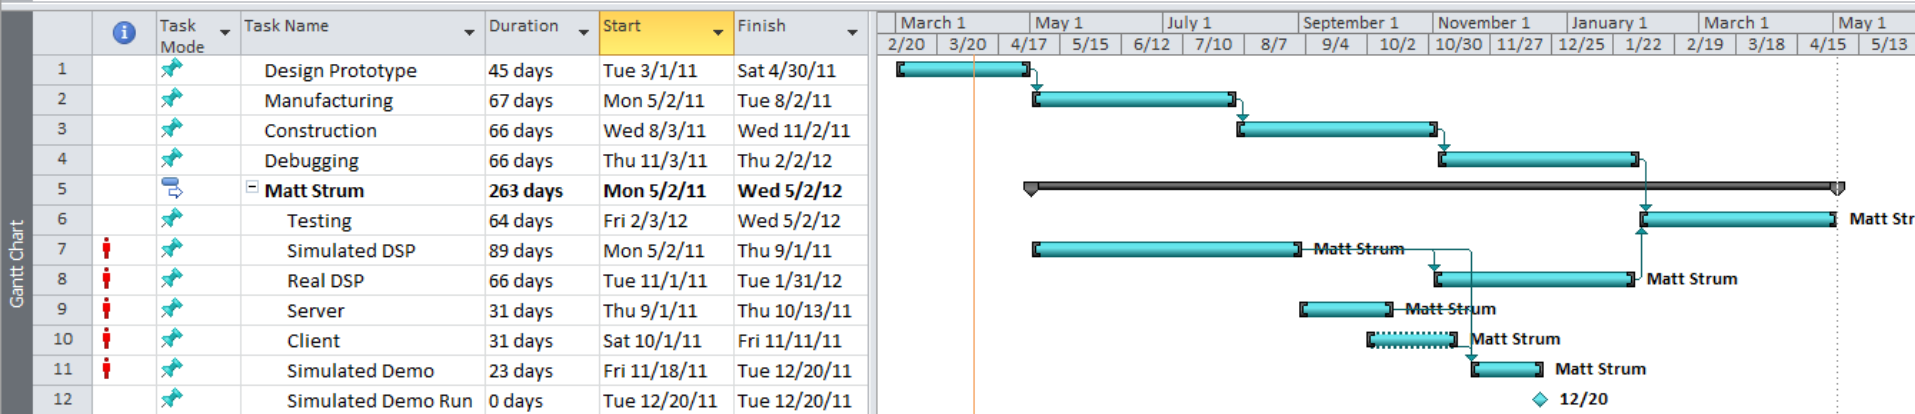 Task Mode Task Name Duration Start Finish March 1 May 1 July 1 September 1 November 1 January 1 March 1 May 1
2/20 3/20 4/17 5/15 6/12 7/10 8/7 9/4 10/2 10/30 11/27 12/25 1/22 2/19 3/18 4/15 5/13
1 Design Prototype 45 days Tue 3/1/11 Sat 4/30/11
2 Manufacturing 67 days Mon 5/2/11 Tue 8/2/11
3 Construction 66 days Wed 8/3/11 Wed 11/2/11
4 Debugging 66 days Thu 11/3/11 Thu 2/2/12
5 Matt Strum 263 days Mon 5/2/11 Wed 5/2/12
6 Testing 64 days Fri 2/3/12 Wed 5/2/12 Matt Str
7 Simulated DSP 89 days Mon 5/2/11 Thu 9/1/11 Matt Strum
8 Real DSP 66 days Tue 11/1/11 Tue 1/31/12 Matt Strum
9 Server 31 days Thu 9/1/11 Thu 10/13/11 Matt Strum
10 Client 31 days Sat 10/1/11 Fri 11/11/11 Matt Strum
11 Simulated Demo 23 days Fri 11/18/11 Tue 12/20/11 Matt Strum
12 Simulated Demo Run 0 days Tue 12/20/11 Tue 12/20/11 12/20
Gantt Chart